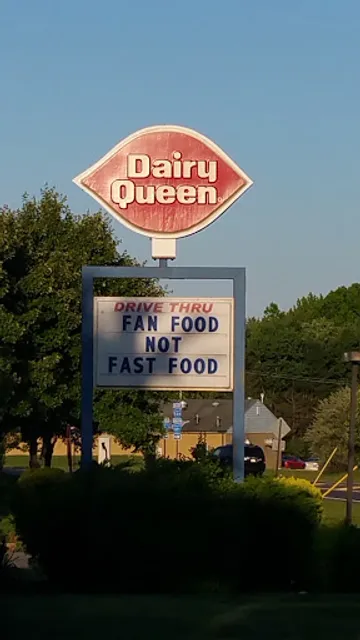 Dairy
Queen
DRIVE THRU
FAN FOOD
NOT
FAST FOOD